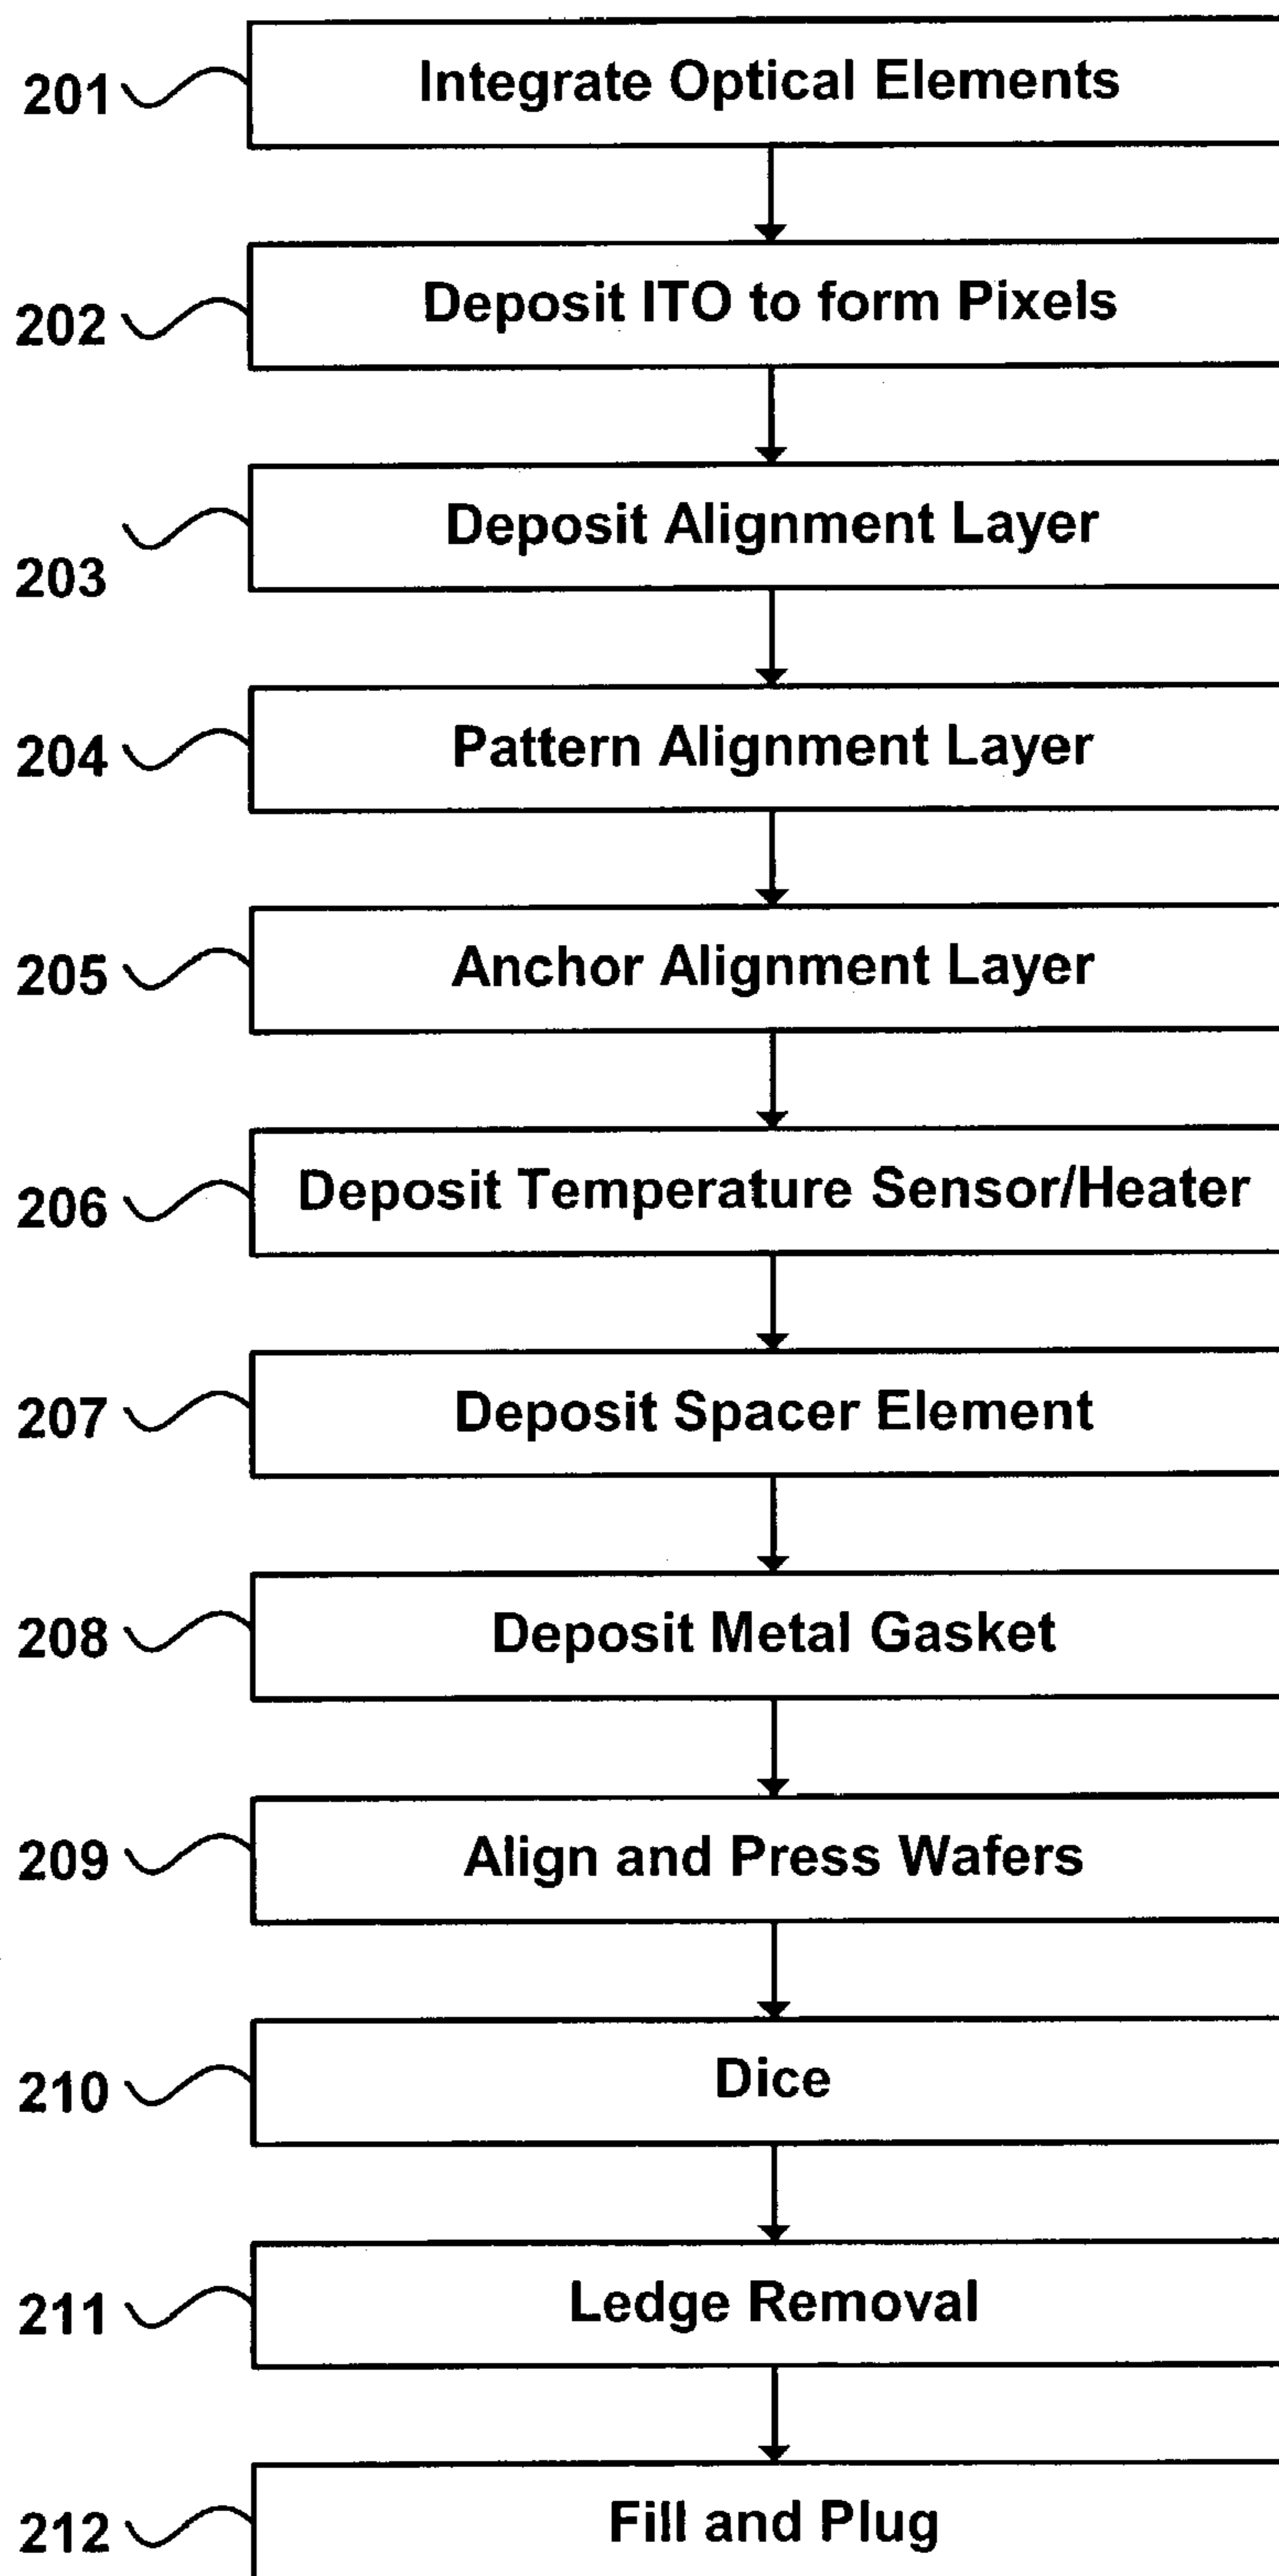 201 Integrate Optical Elements
202 Deposit ITO to form Pixels
203 Deposit Alignment Layer
204 Pattern Alignment Layer
205 Anchor Alignment Layer
206 Deposit Temperature Sensor/Heater
207 Deposit Spacer Element
208 Deposit Metal Gasket
209 Align and Press Wafers
210 Dice
211 Ledge Removal
212 Fill and Plug